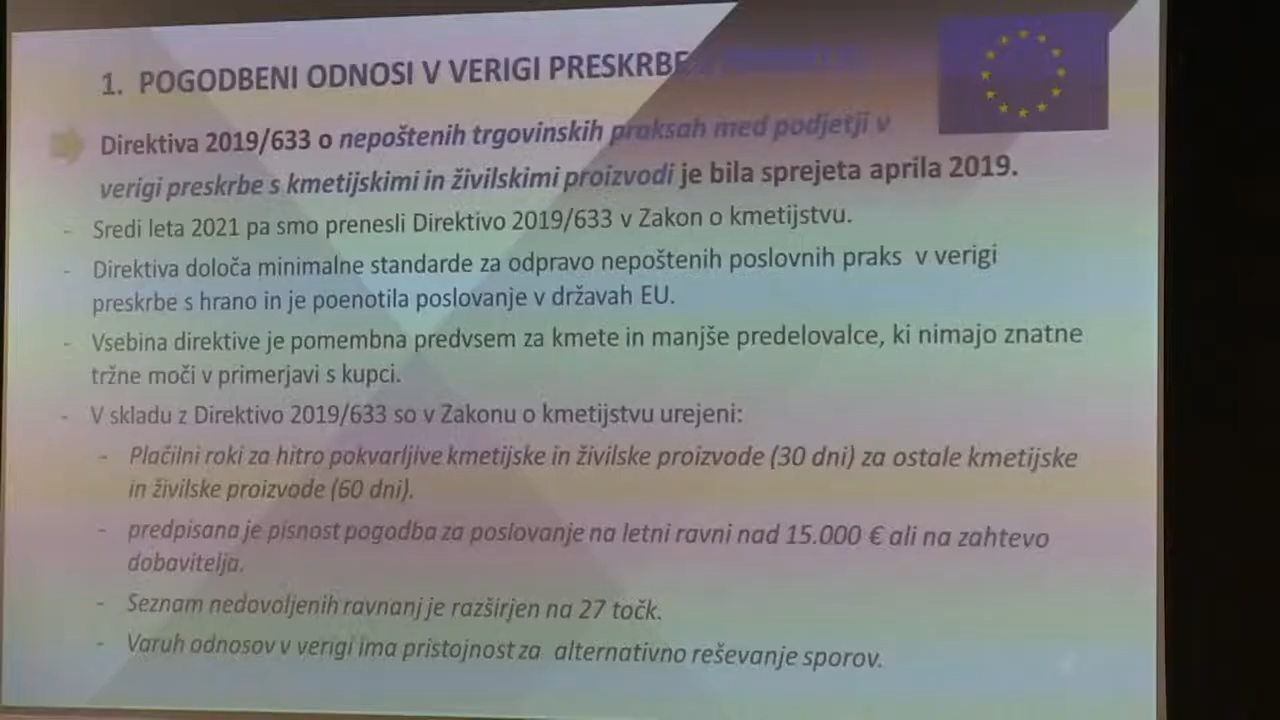 1. POGODBENI ODNOSI V VERIGI PRESKRBE
Direktiva 2019/633 o nepoštenih trgovinskih praksah med podjetji v
verigi preskrbe s kmetijskimi in živilskimi proizvodi je bila sprejeta aprila 2019.
- Sredi leta 2021 pa smo prenesli Direktivo 2019/633 v Zakon o kmetijstvu.
- Direktiva določa minimalne standarde za odpravo nepoštenih poslovnih praks v verigi
preskrbe s hrano in je poenotila poslovanje v državah EU.
- Vsebina direktive je pomembna predvsem za kmete in manjše predelovalce, ki nimajo znatne
tržne moči v primerjavi s kupci.
- V skladu z Direktivo 2019/633 so v Zakonu o kmetijstvu urejeni:
- Plačilni roki za hitro pokvarljive kmetijske in živilske proizvode (30 dni) za ostale kmetijske
in živilske proizvode (60 dni).
- predpisana je pisnost pogodba za poslovanje na letni ravni nad 15.000 € ali na zahtevo
dobavitelja.
- Seznam nedovoljenih ravnanj je razširjen na 27 točk.
- Varuh odnosov v verigi ima pristojnost za alternativno reševanje sporov.